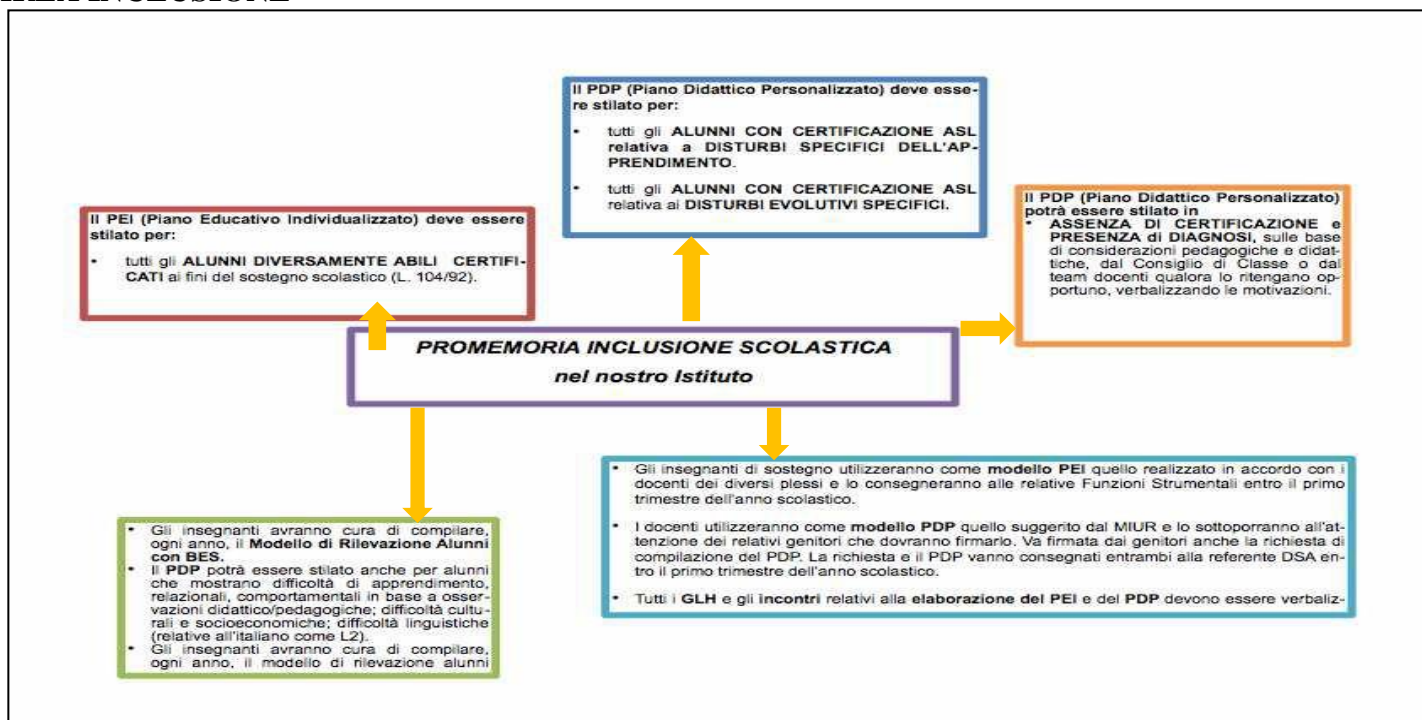 Il PDP (Piano Didattico Personalizzato) deve esse-
re stilato per:
• tutti gli ALUNNI CON CERTIFICAZIONE ASL
relativa a DISTURBI SPECIFICI DELL'AP-
PRENDIMENTO.
• tutti gli ALUNNI CON CERTIFICAZIONE ASL
relativa ai DISTURBI EVOLUTIVI SPECIFICI.
Il PEI (Piano Educativo Individualizzato) deve essere
stilato per:
• tutti gli ALUNNI DIVERSAMENTE ABILI CERTIFI-
CATI ai fini del sostegno scolastico (L. 104/92).
Il PDP (Piano Didattico Personalizzato)
potrà essere stilato in
• ASSENZA DI CERTIFICAZIONE e
PRESENZA di DIAGNOSI, sulle base
di considerazioni pedagogiche e didat-
tiche, dal Consiglio di Classe o dal
team docenti qualora lo ritengano op-
portuno, verbalizzando le motivazioni.
PROMEMORIA INCLUSIONE SCOLASTICA
nel nostro Istituto
• Gli insegnanti avranno cura di compilare,
ogni anno, il Modello di Rilevazione Alunni
con BES.
• Il PDP potrà essere stilato anche per alunni
che mostrano difficoltà di apprendimento,
relazionali, comportamentali in base a osser-
vazioni didattico/pedagogiche; difficoltà cultu-
rali e socioeconomiche; difficoltà linguistiche
(relative all'italiano come L2).
• Gli insegnanti avranno cura di compilare,
ogni anno, il modello di rilevazione alunni
• Gli insegnanti di sostegno utilizzeranno come modello PEI quello realizzato in accordo con i
docenti dei diversi plessi e lo consegneranno alle relative Funzioni Strumentali entro il primo
trimestre dell'anno scolastico.
• I docenti utilizzeranno come modello PDP quello suggerito dal MIUR e lo sottoporranno all'at-
tenzione dei relativi genitori che dovranno firmarlo. Va firmata dai genitori anche la richiesta di
compilazione del PDP. La richiesta e il PDP vanno consegnati entrambi alla referente DSA en-
tro il primo trimestre dell'anno scolastico.
• Tutti i GLH e gli incontri relativi alla elaborazione del PEI e del PDP devono essere verbaliz-